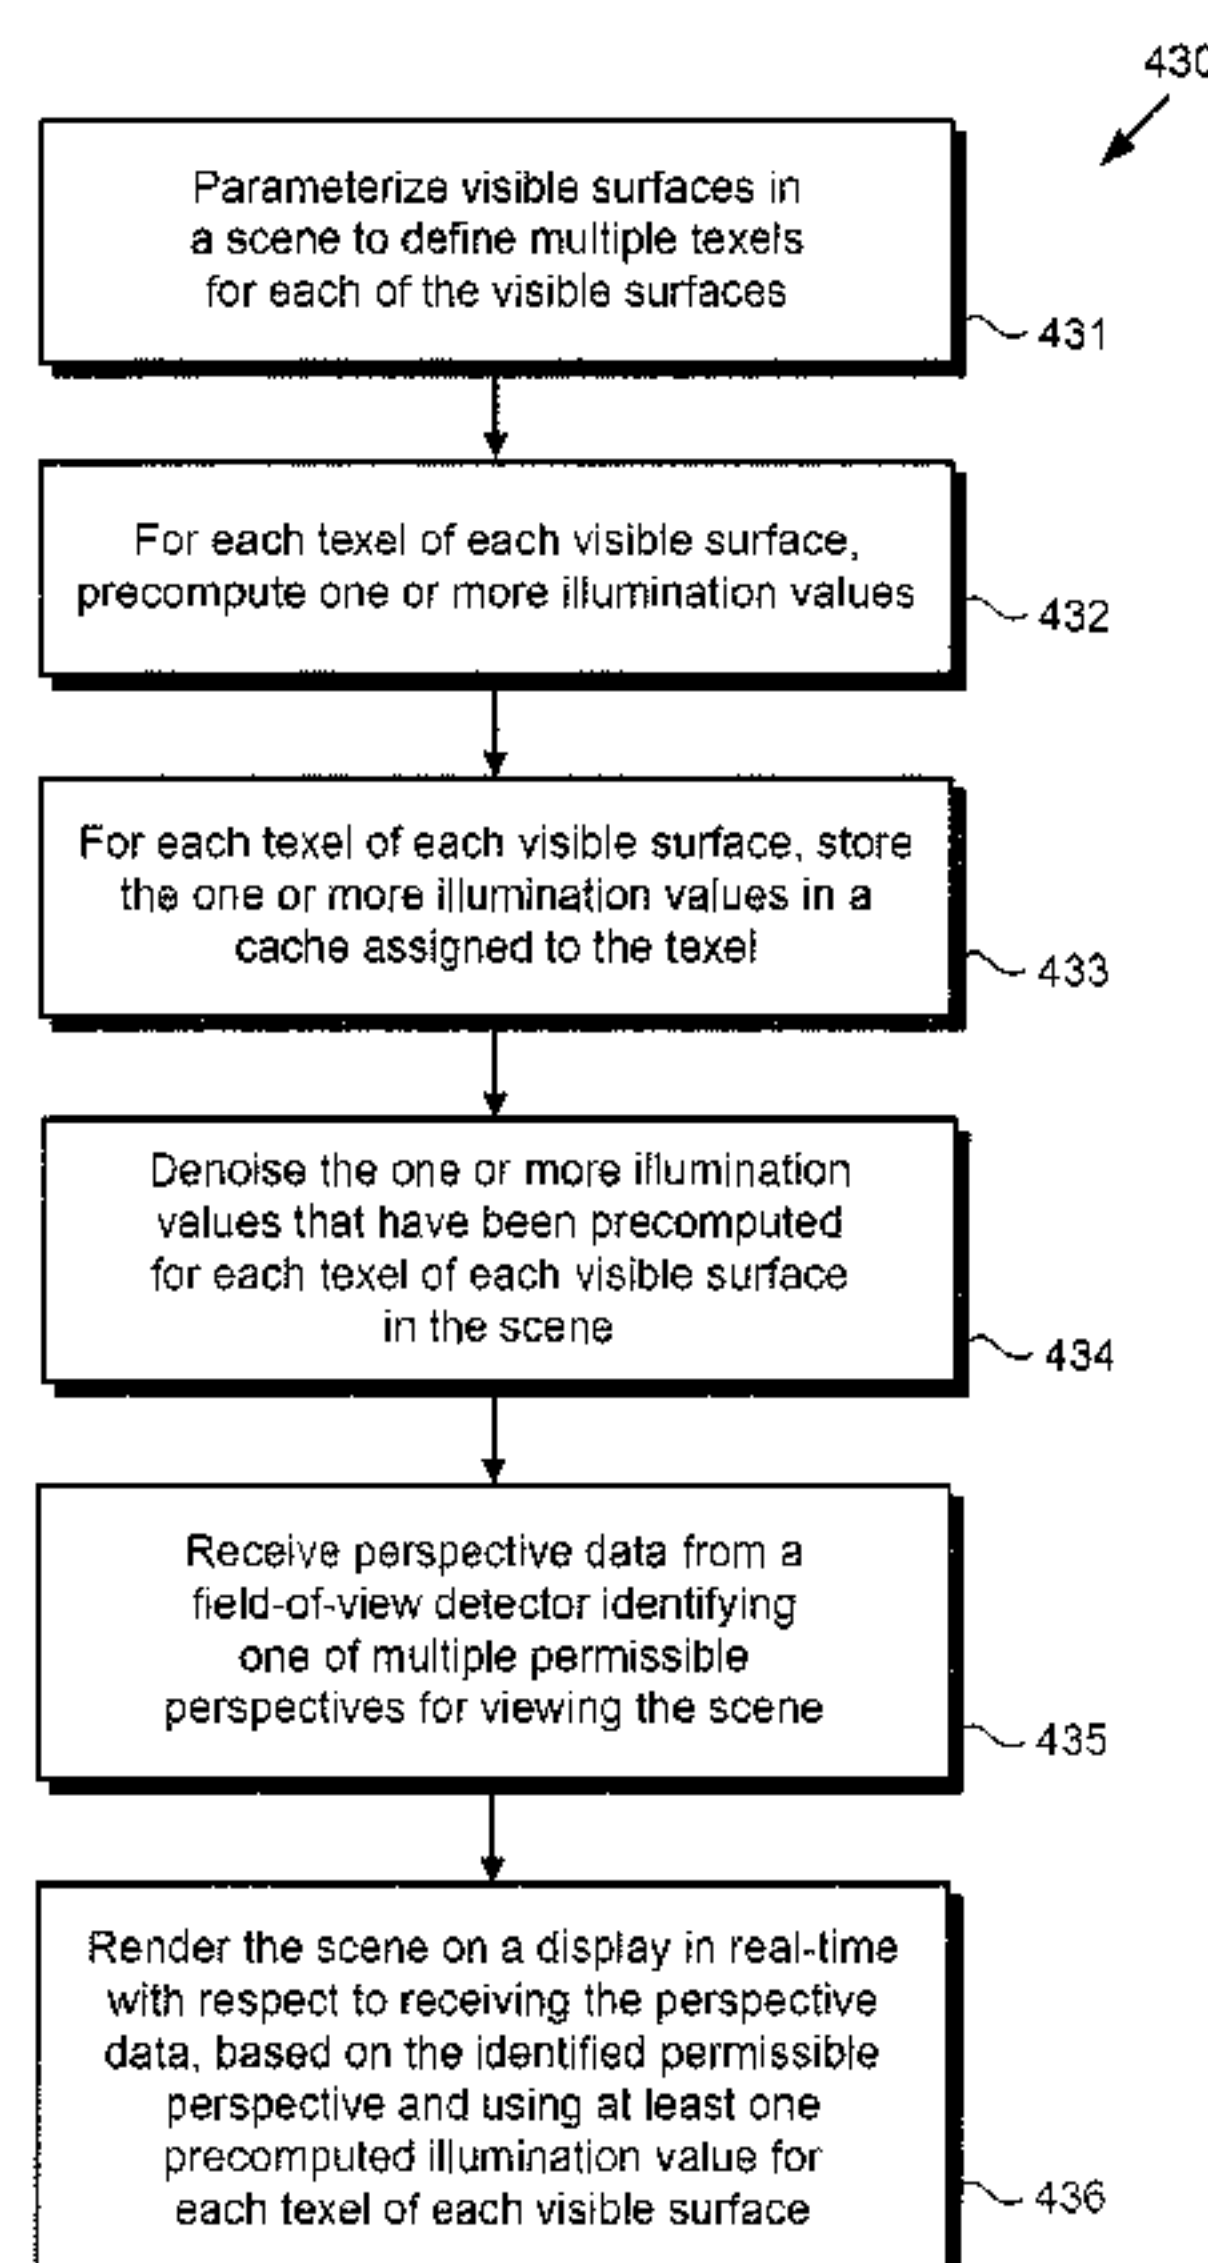 430
Parameterize visible surfaces in
a scene to define multiple texels
for each of the visible surfaces
431
For each texel of each visible surface,
precompute one or more illumination values
432
For each texel of each visible surface, store
the one or more illumination values in a
cache assigned to the texel
433
Denoise the one or more illumination
values that have been precomputed
for each texel of each visible surface
in the scene
434
Receive perspective data from a
field-of-view detector identifying
one of multiple permissible
perspectives for viewing the scene
435
Render the scene on a display in real-time
with respect to receiving the perspective
data, based on the identified permissible
perspective and using at least one
precomputed illumination value for
each texel of each visible surface
436